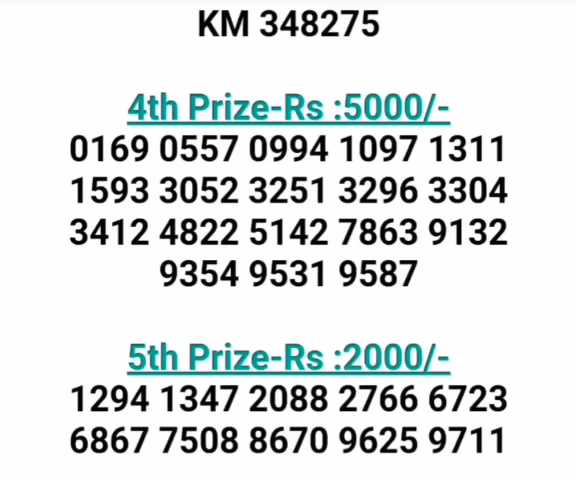 KM 348275
4th Prize-Rs :5000/-
0169 0557 0994 1097 1311
1593 3052 3251 3296 3304
3412 4822 5142 7863 9132
9354 9531 9587
5th Prize-Rs :2000/-
1294 1347 2088 2766 6723
6867 7508 8670 9625 9711